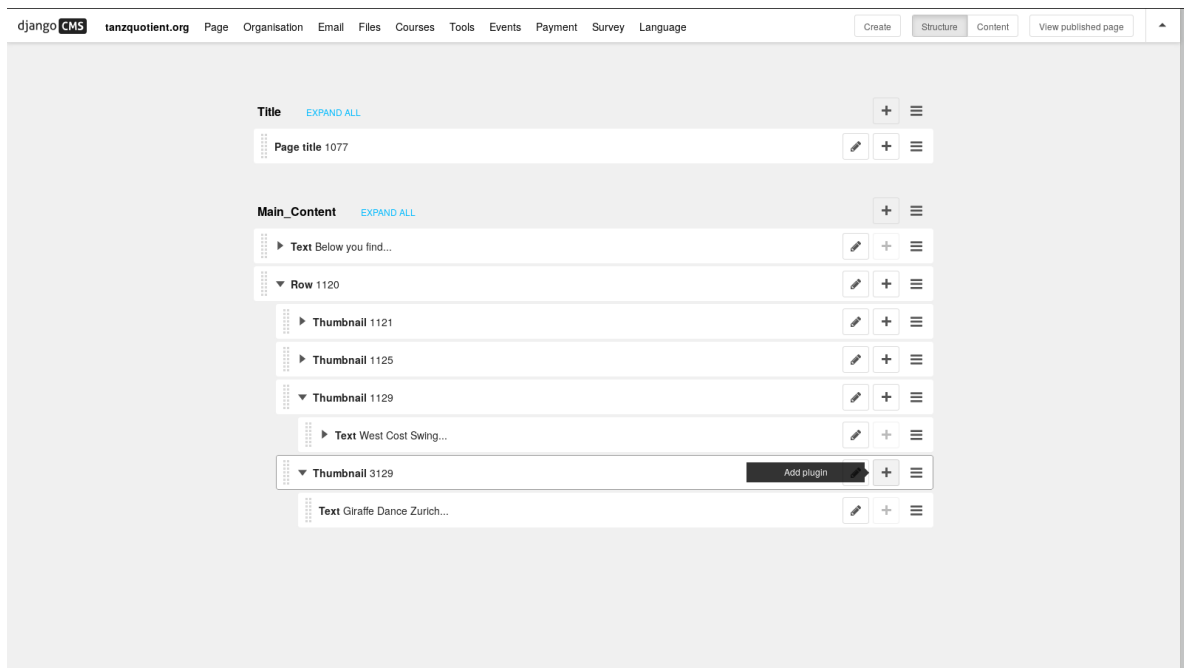 django CMS tanzquotient.org Page Organisation Email Files Courses Tools Events Payment Survey Language Create Structure Content View published page
Title EXPAND ALL
Page title 1077
Main_Content EXPAND ALL
Text Below you find...
Row 1120
Thumbnail 1121
Thumbnail 1125
Thumbnail 1129
Text West Cost Swing...
Thumbnail 3129 Add plugin
Text Giraffe Dance Zurich...